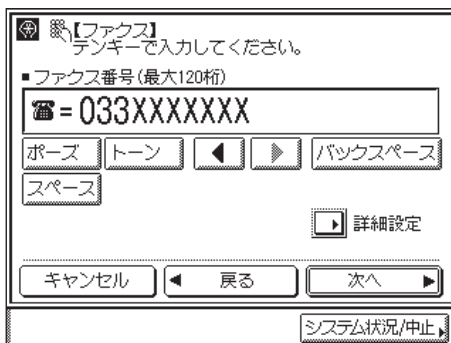 【ファクス】
テンキーで入力してください。
■ファクス番号(最大120桁)
☎=033XXXXXXX
ポーズ トーン ◀ ▶ バックスペース
スペース
▶ 詳細設定
キャンセル ◀ 戻る 次へ ▶
システム状況/中止▶